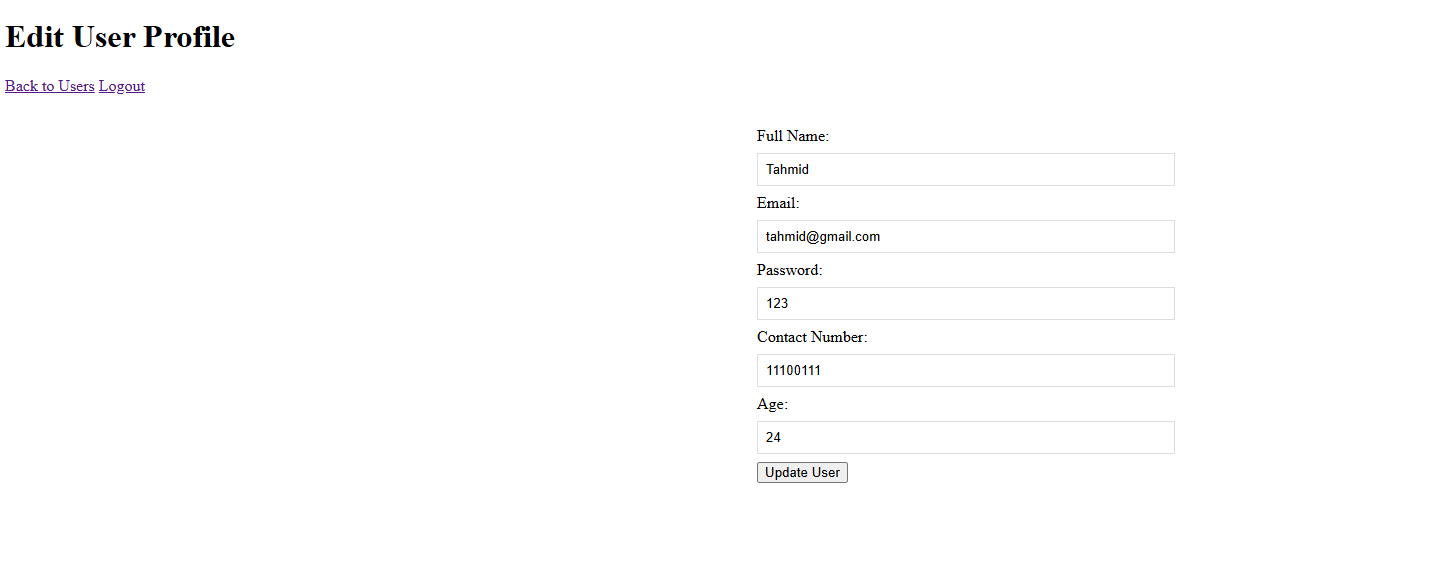 Edit User Profile
Back to Users Logout
Full Name:
Tahmid
Email:
tahmid@gmail.com
Password:
123
Contact Number:
11100111
Age:
24
Update User